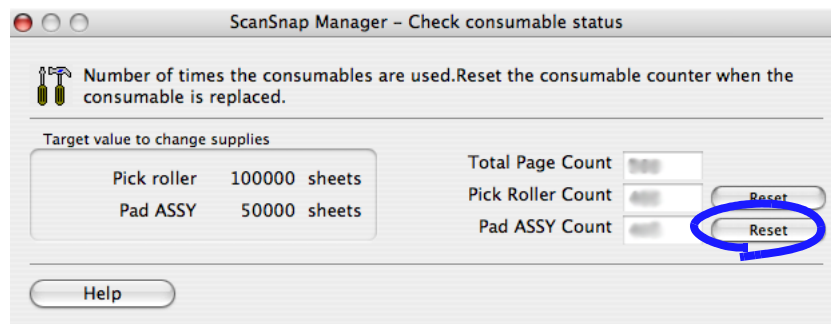 ScanSnap Manager – Check consumable status
Number of times the consumables are used.Reset the consumable counter when the
consumable is replaced.
Target value to change supplies
Pick roller 100000 sheets
Pad ASSY 50000 sheets
Total Page Count
Pick Roller Count Reset
Pad ASSY Count Reset
Help